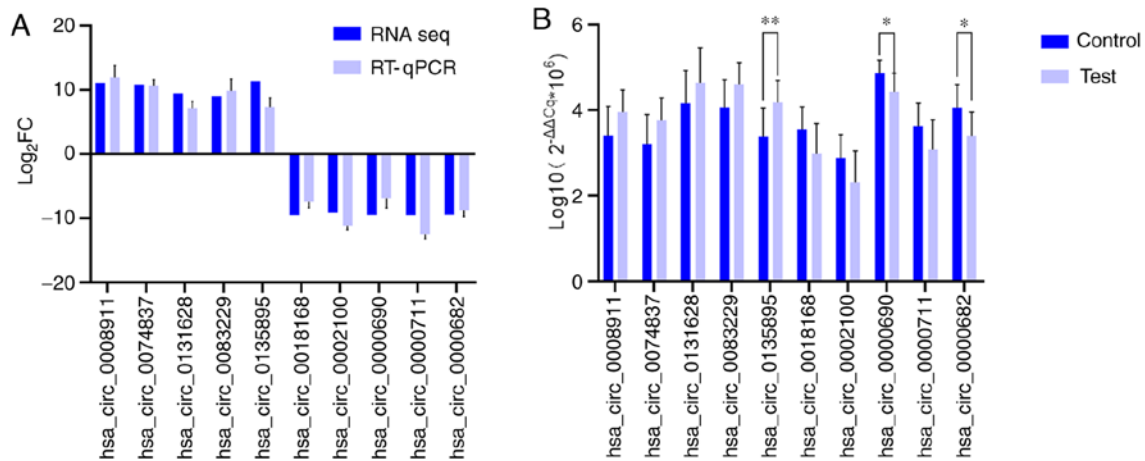 A
20
10
0
−10
−20
Log₂FC
RNA seq
RT-qPCR
hsa_circ_0008911
hsa_circ_0074837
hsa_circ_0131628
hsa_circ_0083229
hsa_circ_0135895
hsa_circ_0018168
hsa_circ_0002100
hsa_circ_0000690
hsa_circ_0000711
hsa_circ_0000682
B
6
4
2
0
Log10 ( 2^-ΔΔCq*10^6)
**
*
*
Control
Test
hsa_circ_0008911
hsa_circ_0074837
hsa_circ_0131628
hsa_circ_0083229
hsa_circ_0135895
hsa_circ_0018168
hsa_circ_0002100
hsa_circ_0000690
hsa_circ_0000711
hsa_circ_0000682